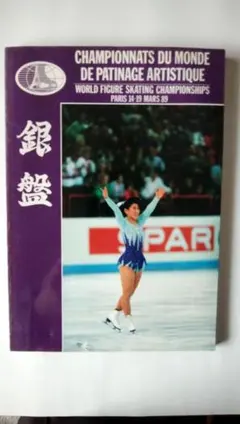 CHAMPIONNATS DU MONDE
DE PATINAGE ARTISTIQUE
WORLD FIGURE SKATING CHAMPIONSHIPS
PARIS 14-19 MARS 89
銀盤
SPAR